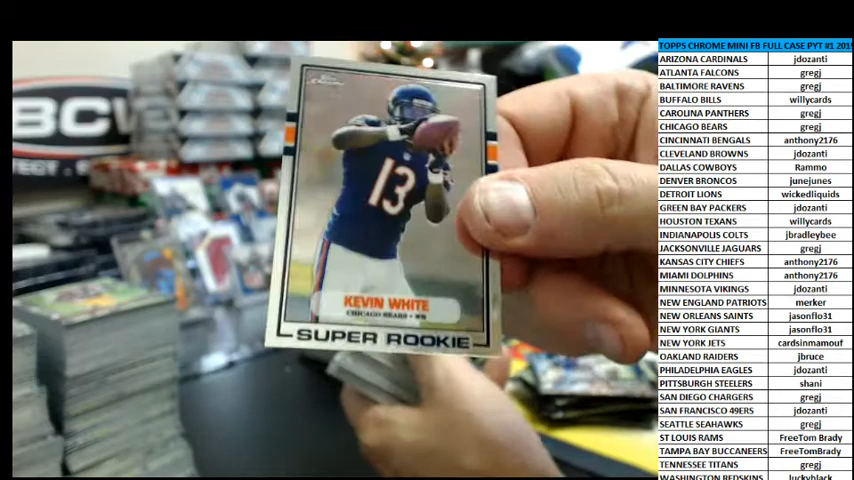 BCW
TECT
Chrome
13
KEVIN WHITE
CHICAGO BEARS • WR
SUPER ROOKIE
TOPPS CHROME MINI FB FULL CASE PYT #1 2015
ARIZONA CARDINALS jdozanti
ATLANTA FALCONS gregj
BALTIMORE RAVENS gregj
BUFFALO BILLS willycards
CAROLINA PANTHERS gregj
CHICAGO BEARS gregj
CINCINNATI BENGALS anthony2176
CLEVELAND BROWNS jdozanti
DALLAS COWBOYS Rammo
DENVER BRONCOS junejunes
DETROIT LIONS wickedliquids
GREEN BAY PACKERS jdozanti
HOUSTON TEXANS willycards
INDIANAPOLIS COLTS jbradleybee
JACKSONVILLE JAGUARS gregj
KANSAS CITY CHIEFS anthony2176
MIAMI DOLPHINS anthony2176
MINNESOTA VIKINGS jdozanti
NEW ENGLAND PATRIOTS merker
NEW ORLEANS SAINTS jasonflo31
NEW YORK GIANTS jasonflo31
NEW YORK JETS cardsinmamouf
OAKLAND RAIDERS jbruce
PHILADELPHIA EAGLES jdozanti
PITTSBURGH STEELERS shani
SAN DIEGO CHARGERS gregj
SAN FRANCISCO 49ERS jdozanti
SEATTLE SEAHAWKS gregj
ST LOUIS RAMS FreeTom Brady
TAMPA BAY BUCCANEERS FreeTomBrady
TENNESSEE TITANS gregj
WASHINGTON REDSKINS luckyblack